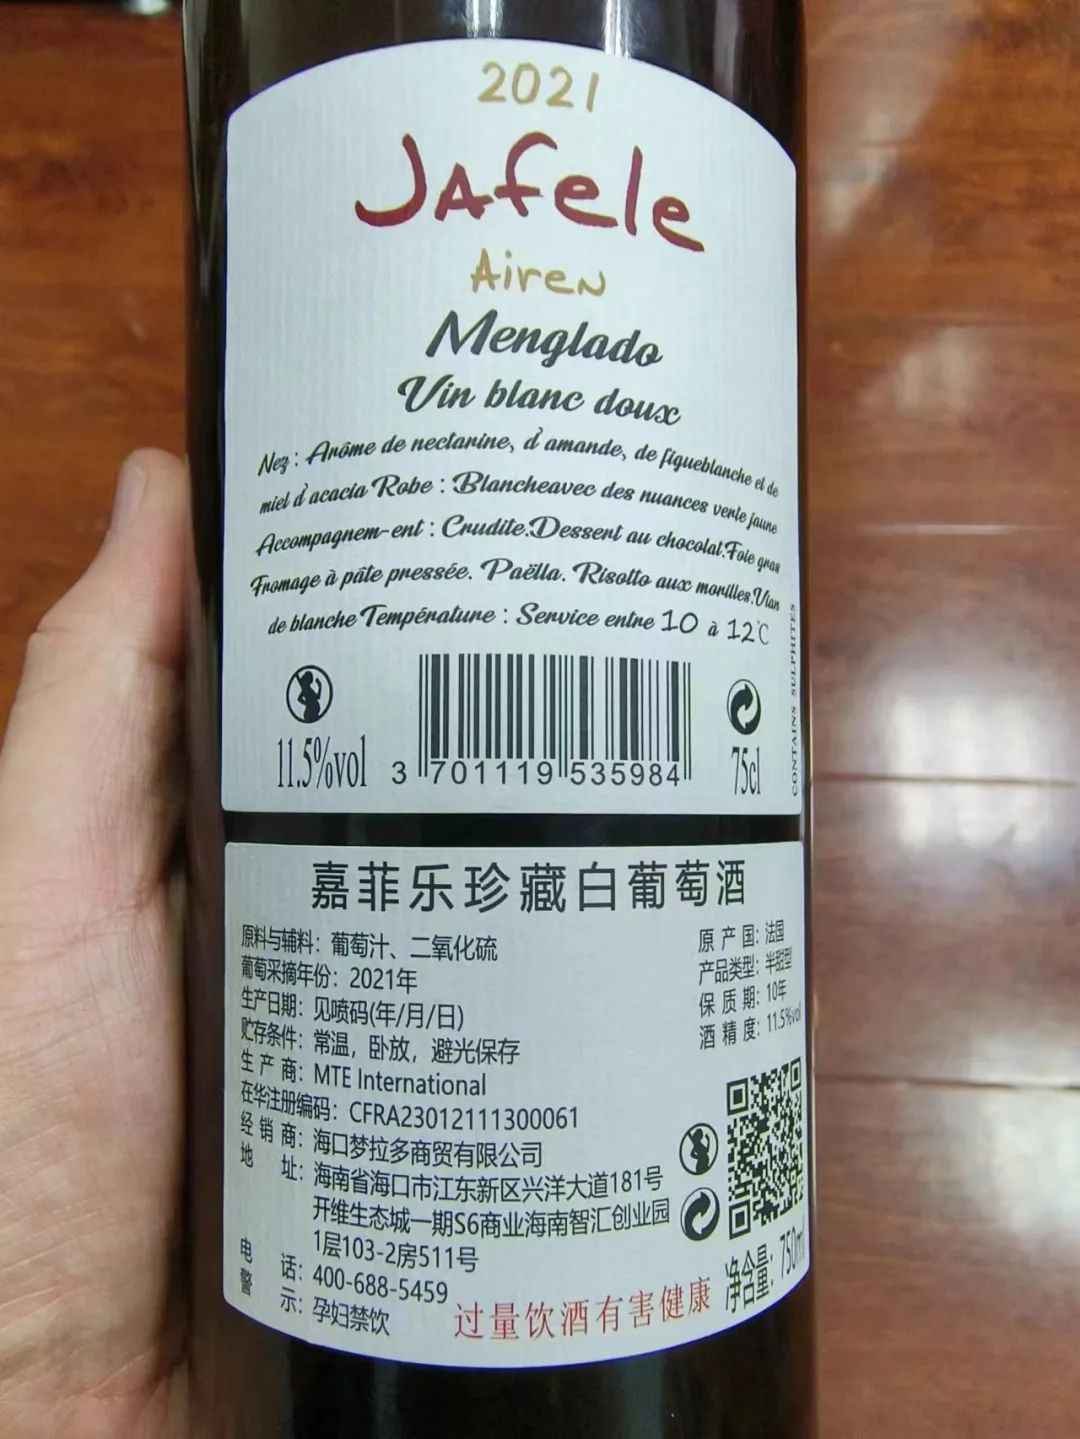 2021
Jafele
Airen
Menglado
Vin blanc doux
Nez : Arôme de nectarine, d'amande, de figueblanche et de
miel d'acacia Robe : Blancheavec des nuances verte jaune
Accompagnem-ent : Crudite.Dessert au chocolat.Foie gras
Fromage à pâte pressée. Paëlla. Risotto aux morilles.Vian
de blanche Température : Service entre 10 à 12℃
CONTAINS SULPHITES
11.5%vol
3 701119 535984
75cl
嘉菲乐珍藏白葡萄酒
原料与辅料：葡萄汁、二氧化硫
葡萄采摘年份：2021年
生产日期：见喷码(年/月/日)
贮存条件：常温，卧放，避光保存
生产商：MTE International
在华注册编码：CFRA23012111300061
经销商：海口梦拉多商贸有限公司
地址：海南省海口市江东新区兴洋大道181号
开维生态城一期S6商业海南智汇创业园
1层103-2房511号
电话：400-688-5459
警示：孕妇禁饮
原产国：法国
产品类型：半甜型
保质期：10年
酒精度：11.5%vol
净含量：750ml
过量饮酒有害健康